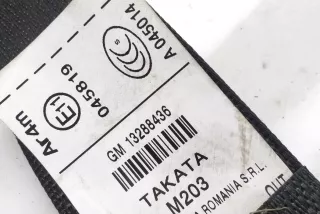 A 045014
S
Ar4m
E11
045819
GM 13288436
TAKATA
M203
ROMANIA S.R.L.
OUT